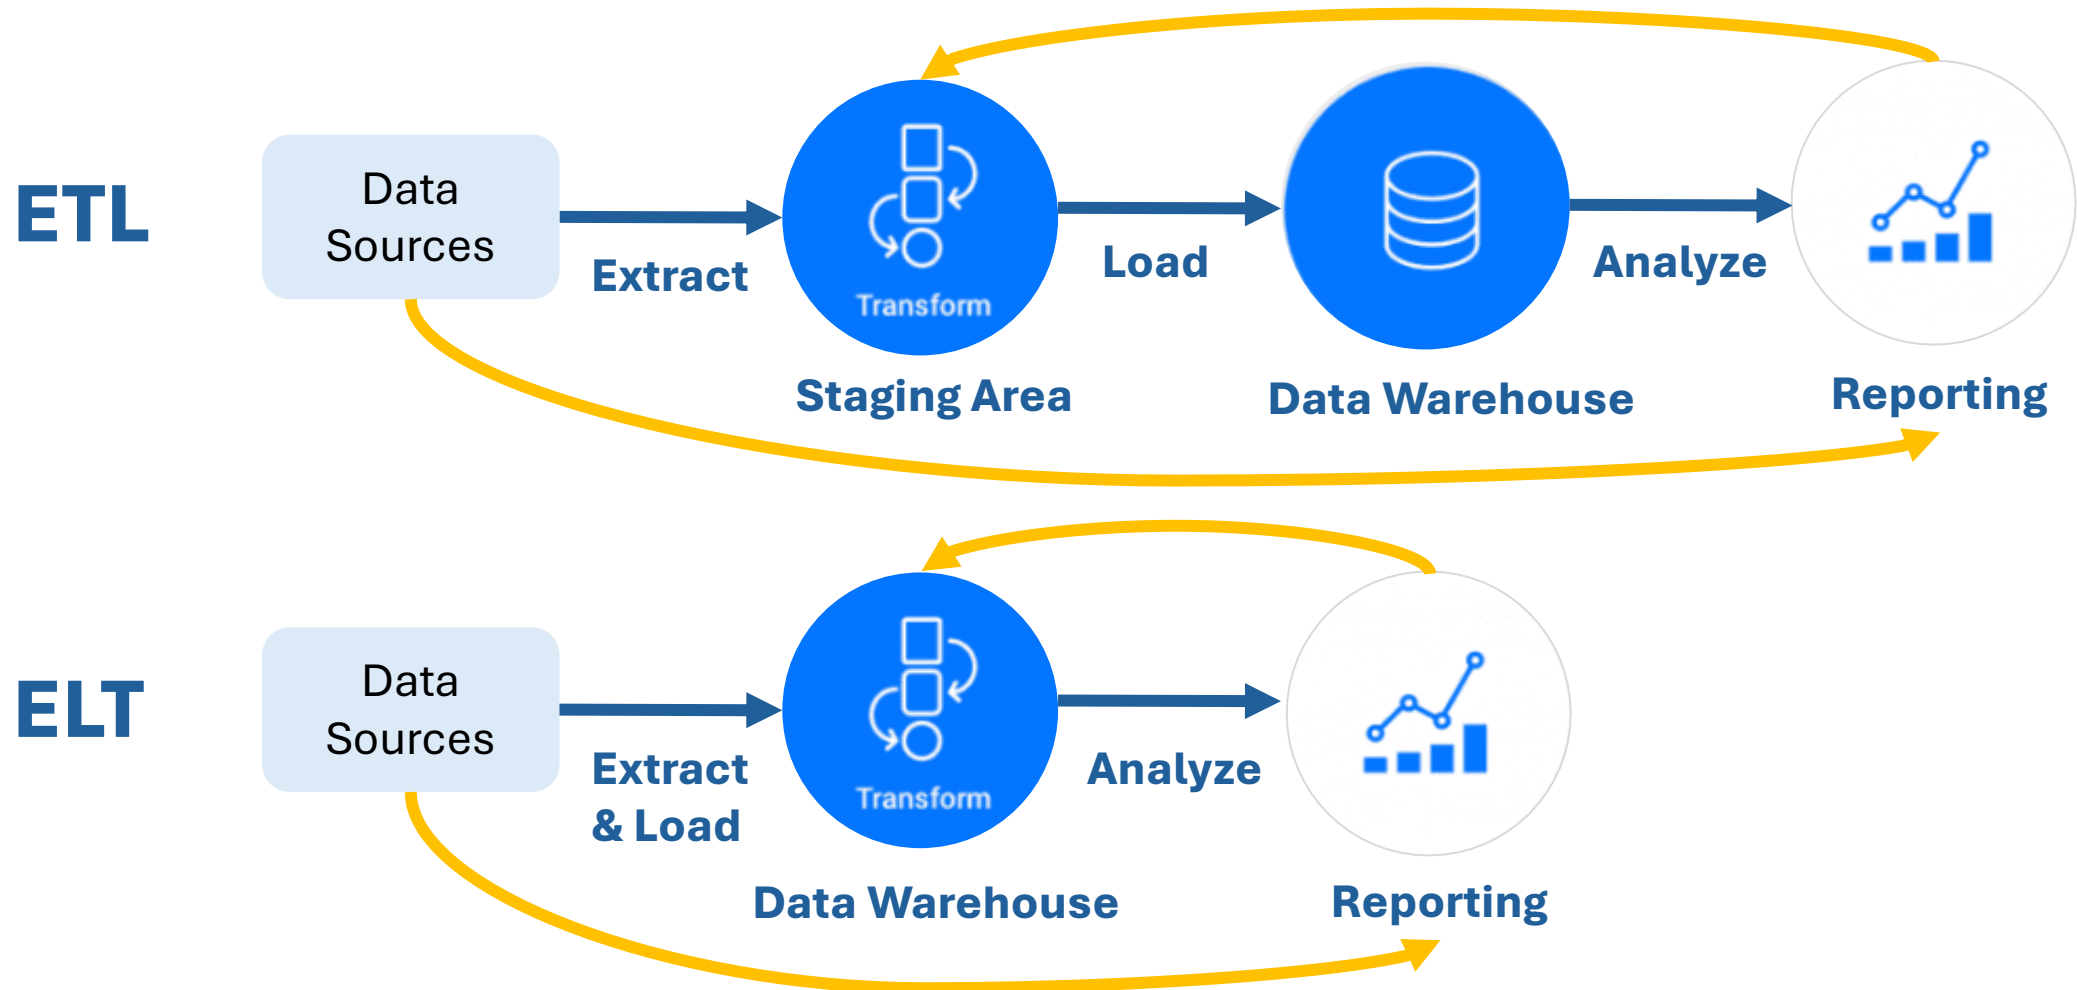 ETL
Data
Sources
Extract
Transform
Staging Area
Load
Data Warehouse
Analyze
Reporting
ELT
Data
Sources
Extract
& Load
Transform
Data Warehouse
Analyze
Reporting